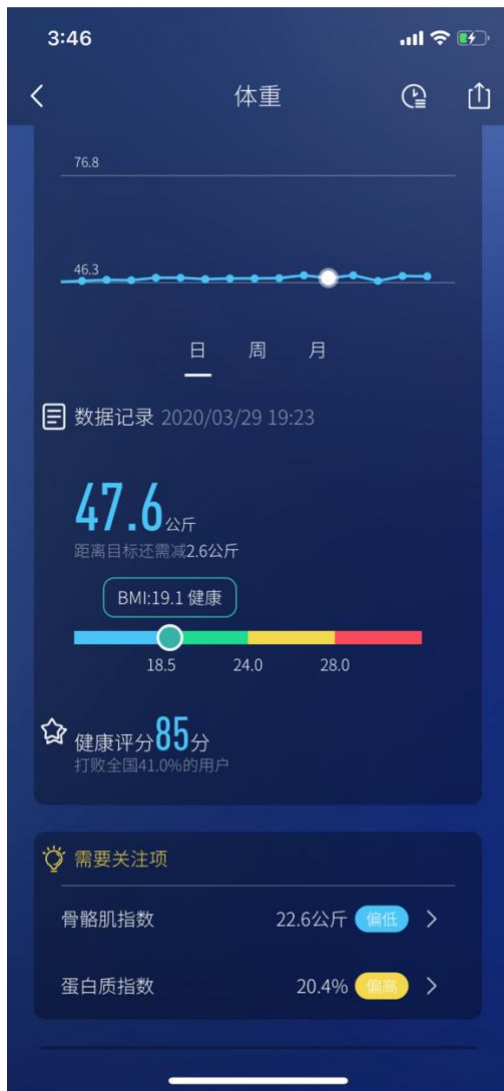 3:46
体重
76.8
46.3
日 周 月
数据记录 2020/03/29 19:23
47.6公斤
距离目标还需减2.6公斤
BMI:19.1 健康
18.5 24.0 28.0
健康评分85分
打败全国41.0%的用户
需要关注项
骨骼肌指数 22.6公斤 偏低
蛋白质指数 20.4% 偏高